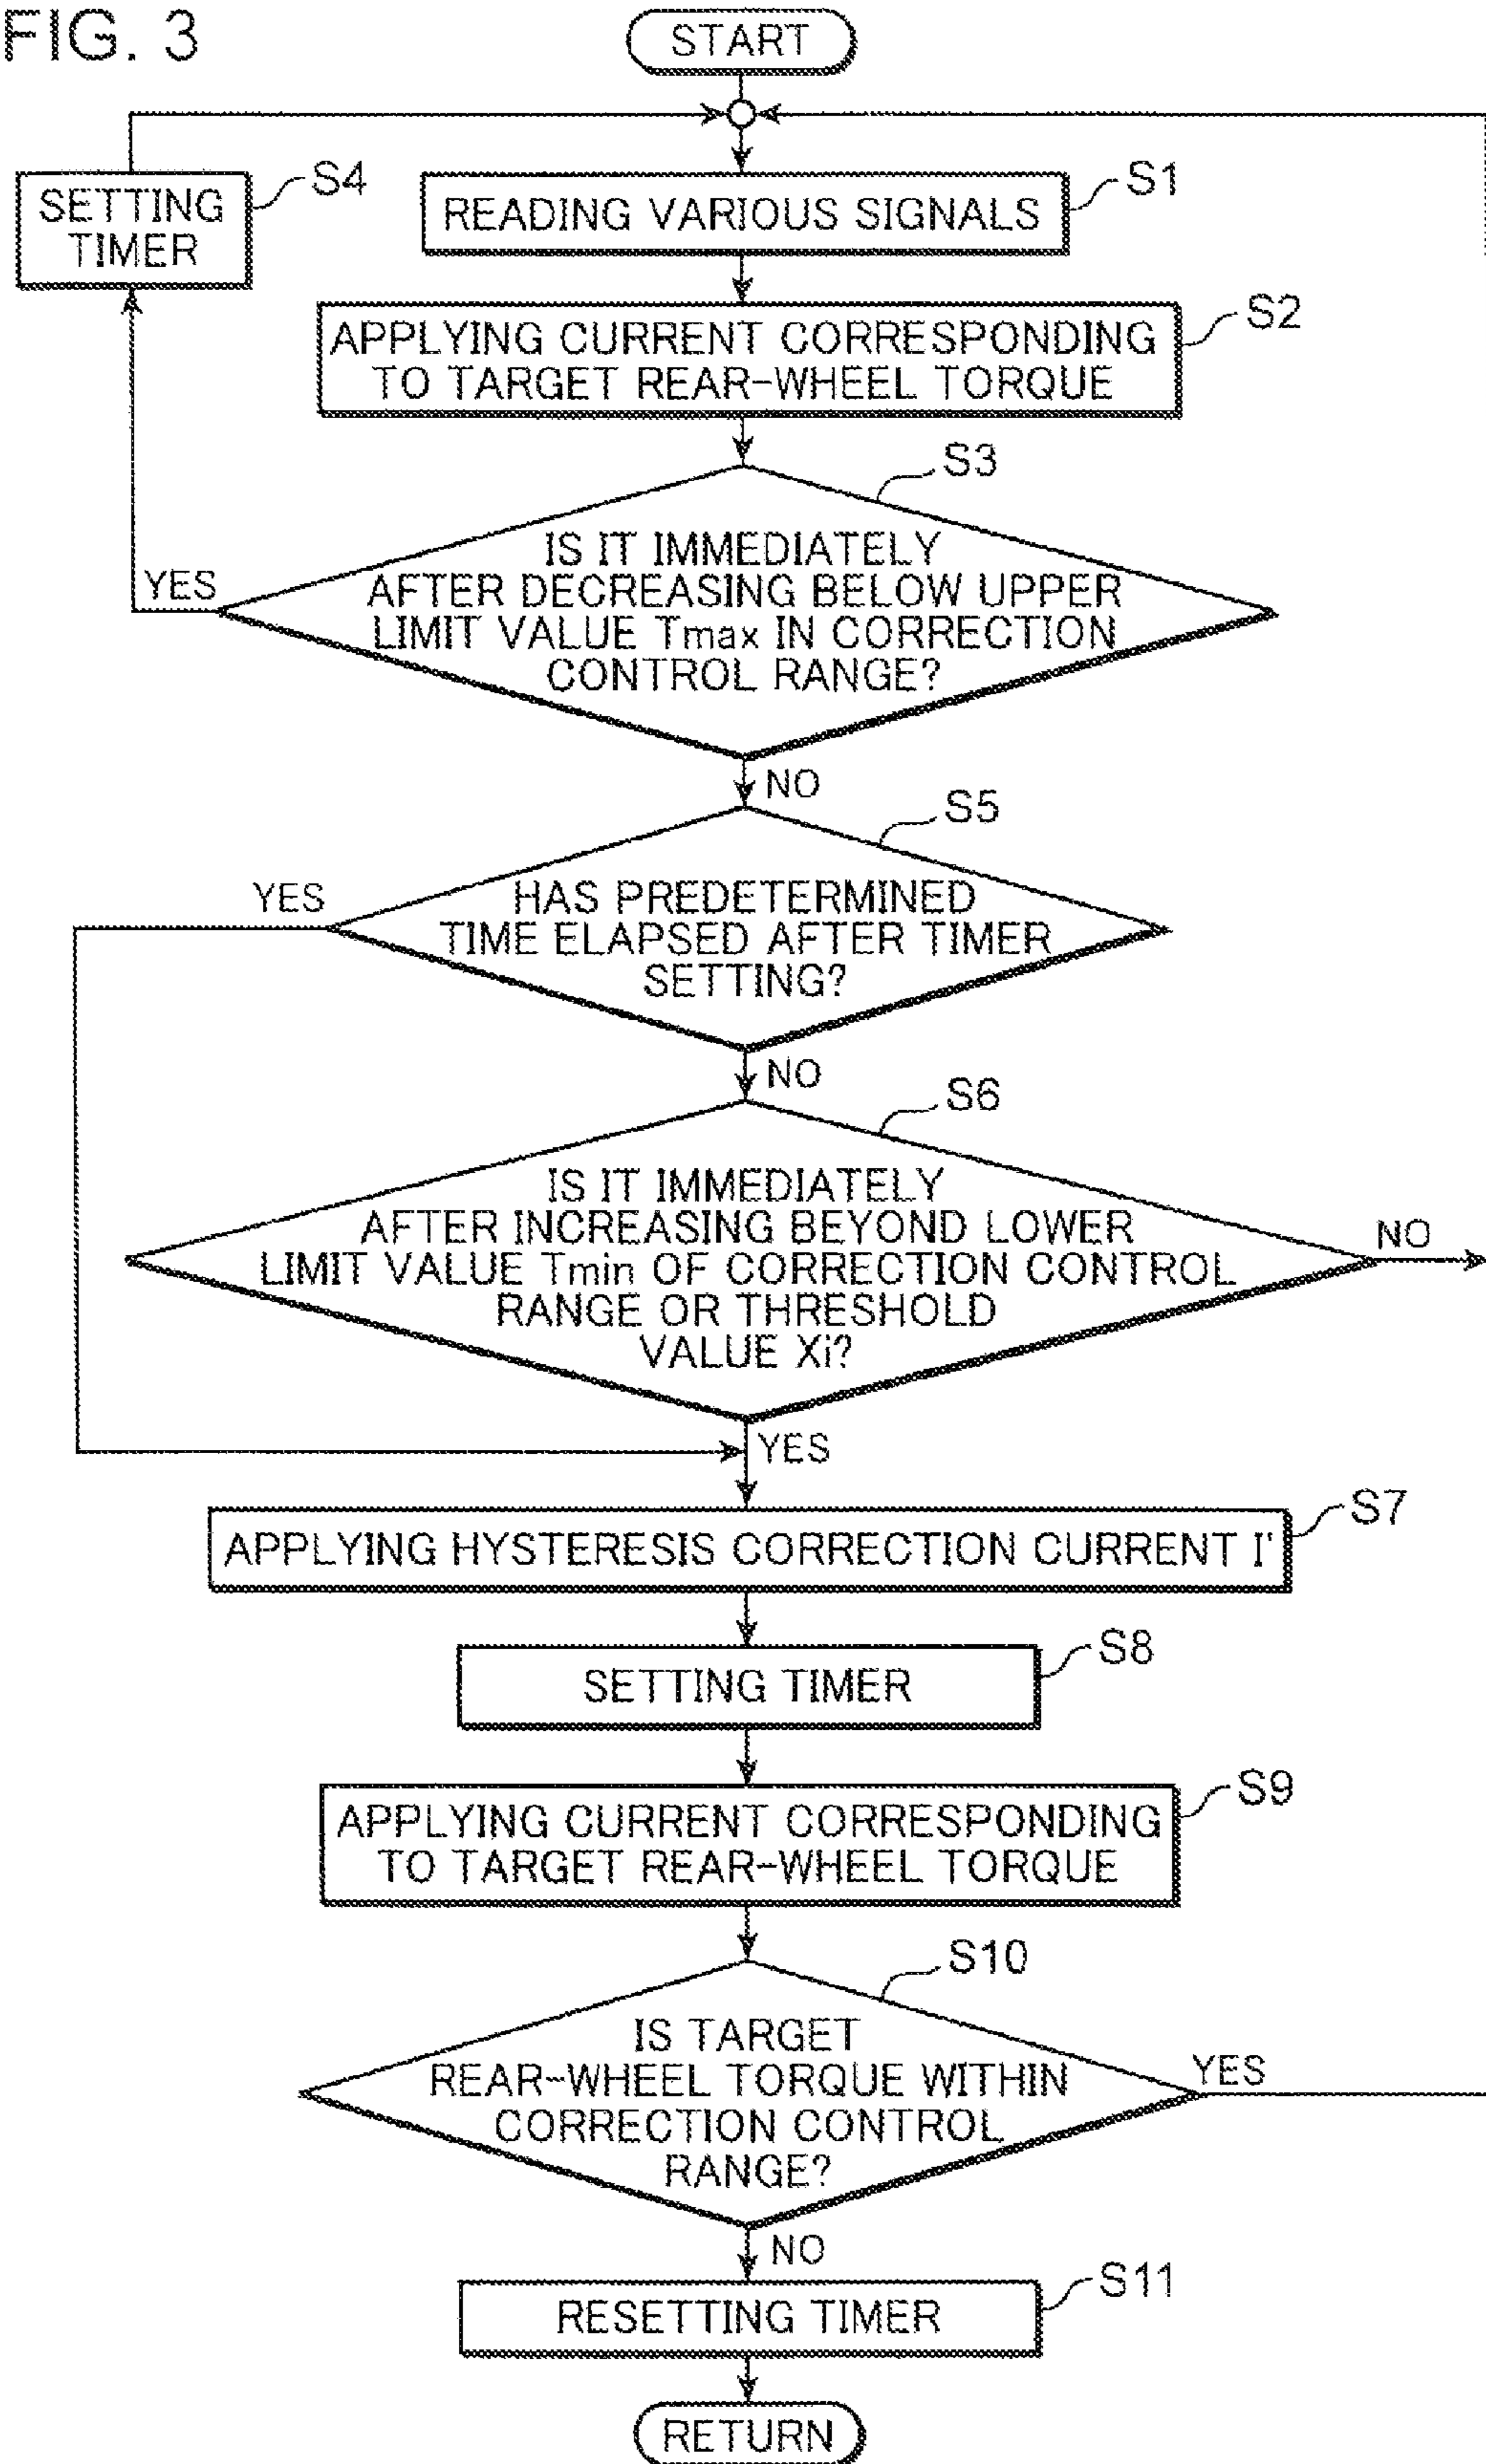 FIG. 3
START
SETTING
TIMER
S4
READING VARIOUS SIGNALS
S1
APPLYING CURRENT CORRESPONDING
TO TARGET REAR-WHEEL TORQUE
S2
S3
IS IT IMMEDIATELY
AFTER DECREASING BELOW UPPER
LIMIT VALUE Tmax IN CORRECTION
CONTROL RANGE?
YES
NO
S5
HAS PREDETERMINED
TIME ELAPSED AFTER TIMER
SETTING?
YES
NO
S6
IS IT IMMEDIATELY
AFTER INCREASING BEYOND LOWER
LIMIT VALUE Tmin OF CORRECTION CONTROL
RANGE OR THRESHOLD
VALUE Xi?
NO
YES
APPLYING HYSTERESIS CORRECTION CURRENT I'
S7
SETTING TIMER
S8
APPLYING CURRENT CORRESPONDING
TO TARGET REAR-WHEEL TORQUE
S9
S10
IS TARGET
REAR-WHEEL TORQUE WITHIN
CORRECTION CONTROL
RANGE?
YES
NO
RESETTING TIMER
S11
RETURN